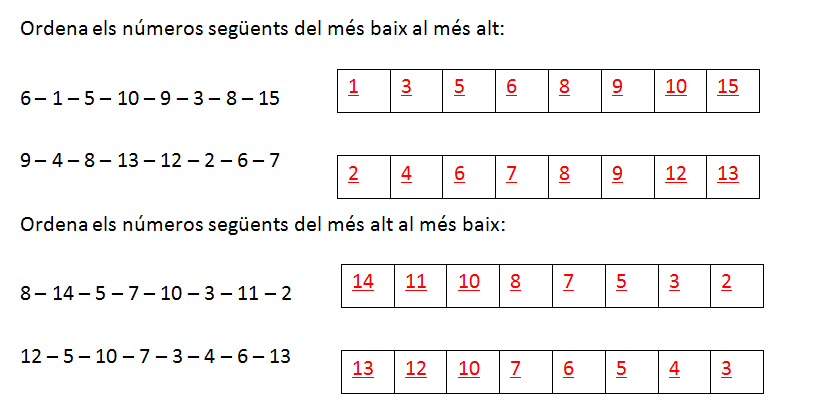 Ordena els números següents del més baix al més alt:
6 – 1 – 5 – 10 – 9 – 3 – 8 – 15
1 3 5 6 8 9 10 15
9 – 4 – 8 – 13 – 12 – 2 – 6 – 7
2 4 6 7 8 9 12 13
Ordena els números següents del més alt al més baix:
8 – 14 – 5 – 7 – 10 – 3 – 11 – 2
14 11 10 8 7 5 3 2
12 – 5 – 10 – 7 – 3 – 4 – 6 – 13
13 12 10 7 6 5 4 3